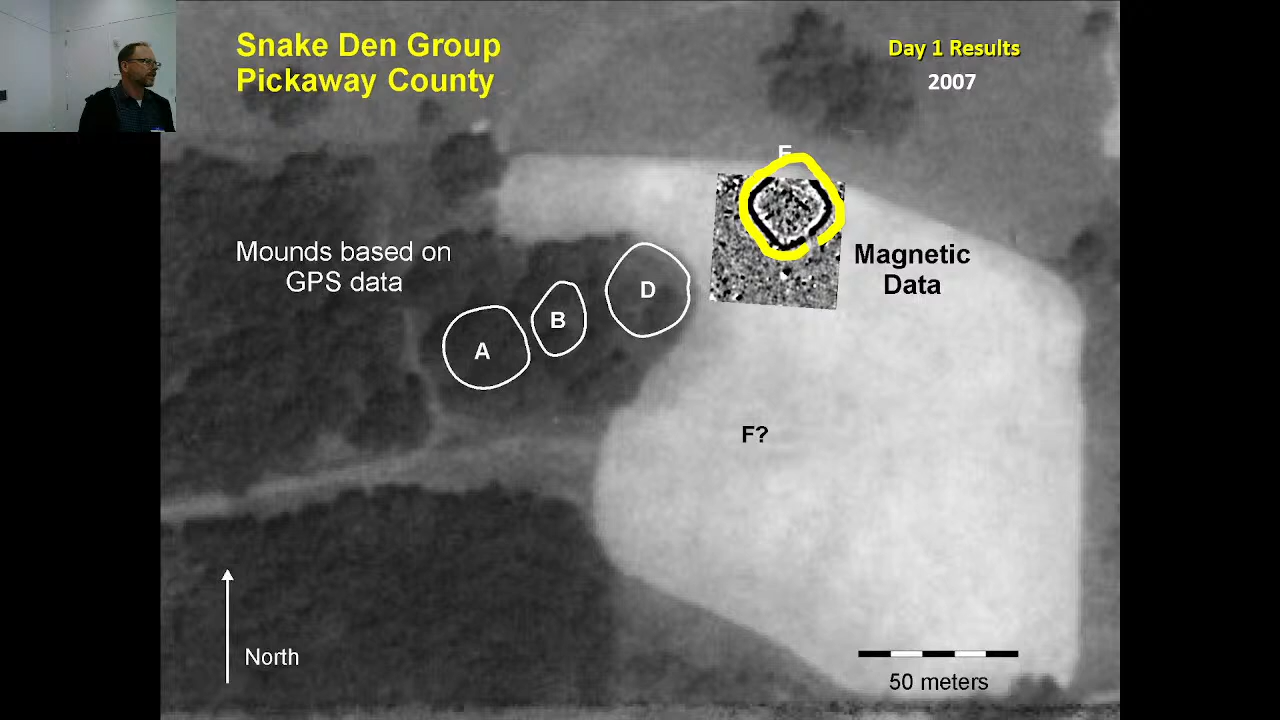 Snake Den Group
Pickaway County
Day 1 Results
2007
Mounds based on
GPS data
A
B
D
Magnetic
Data
F?
North
50 meters